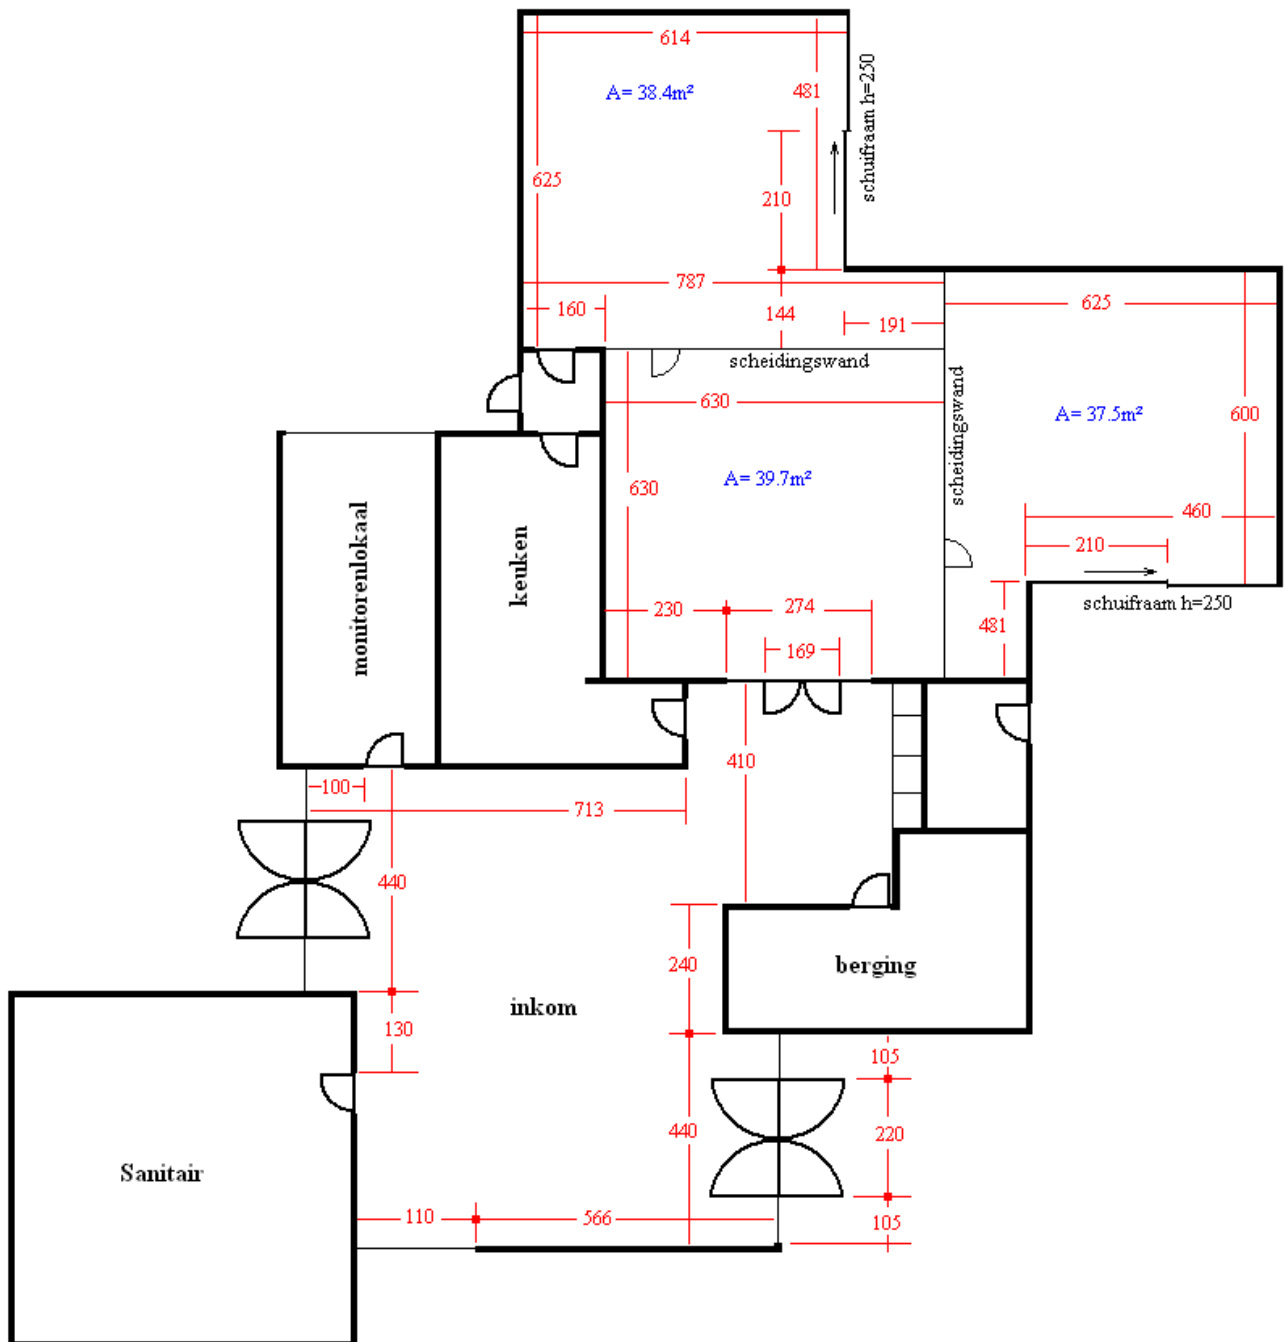 614
A= 38.4m²
481
schuifraam h=250
625
210
787
625
160
144
191
scheidingswand
630
scheidingswand
A= 37.5m²
600
A= 39.7m²
630
460
monitorenlokaal
keuken
210
230
274
schuifraam h=250
481
169
410
100
713
440
240
berging
inkom
130
105
440
220
Sanitair
110
566
105